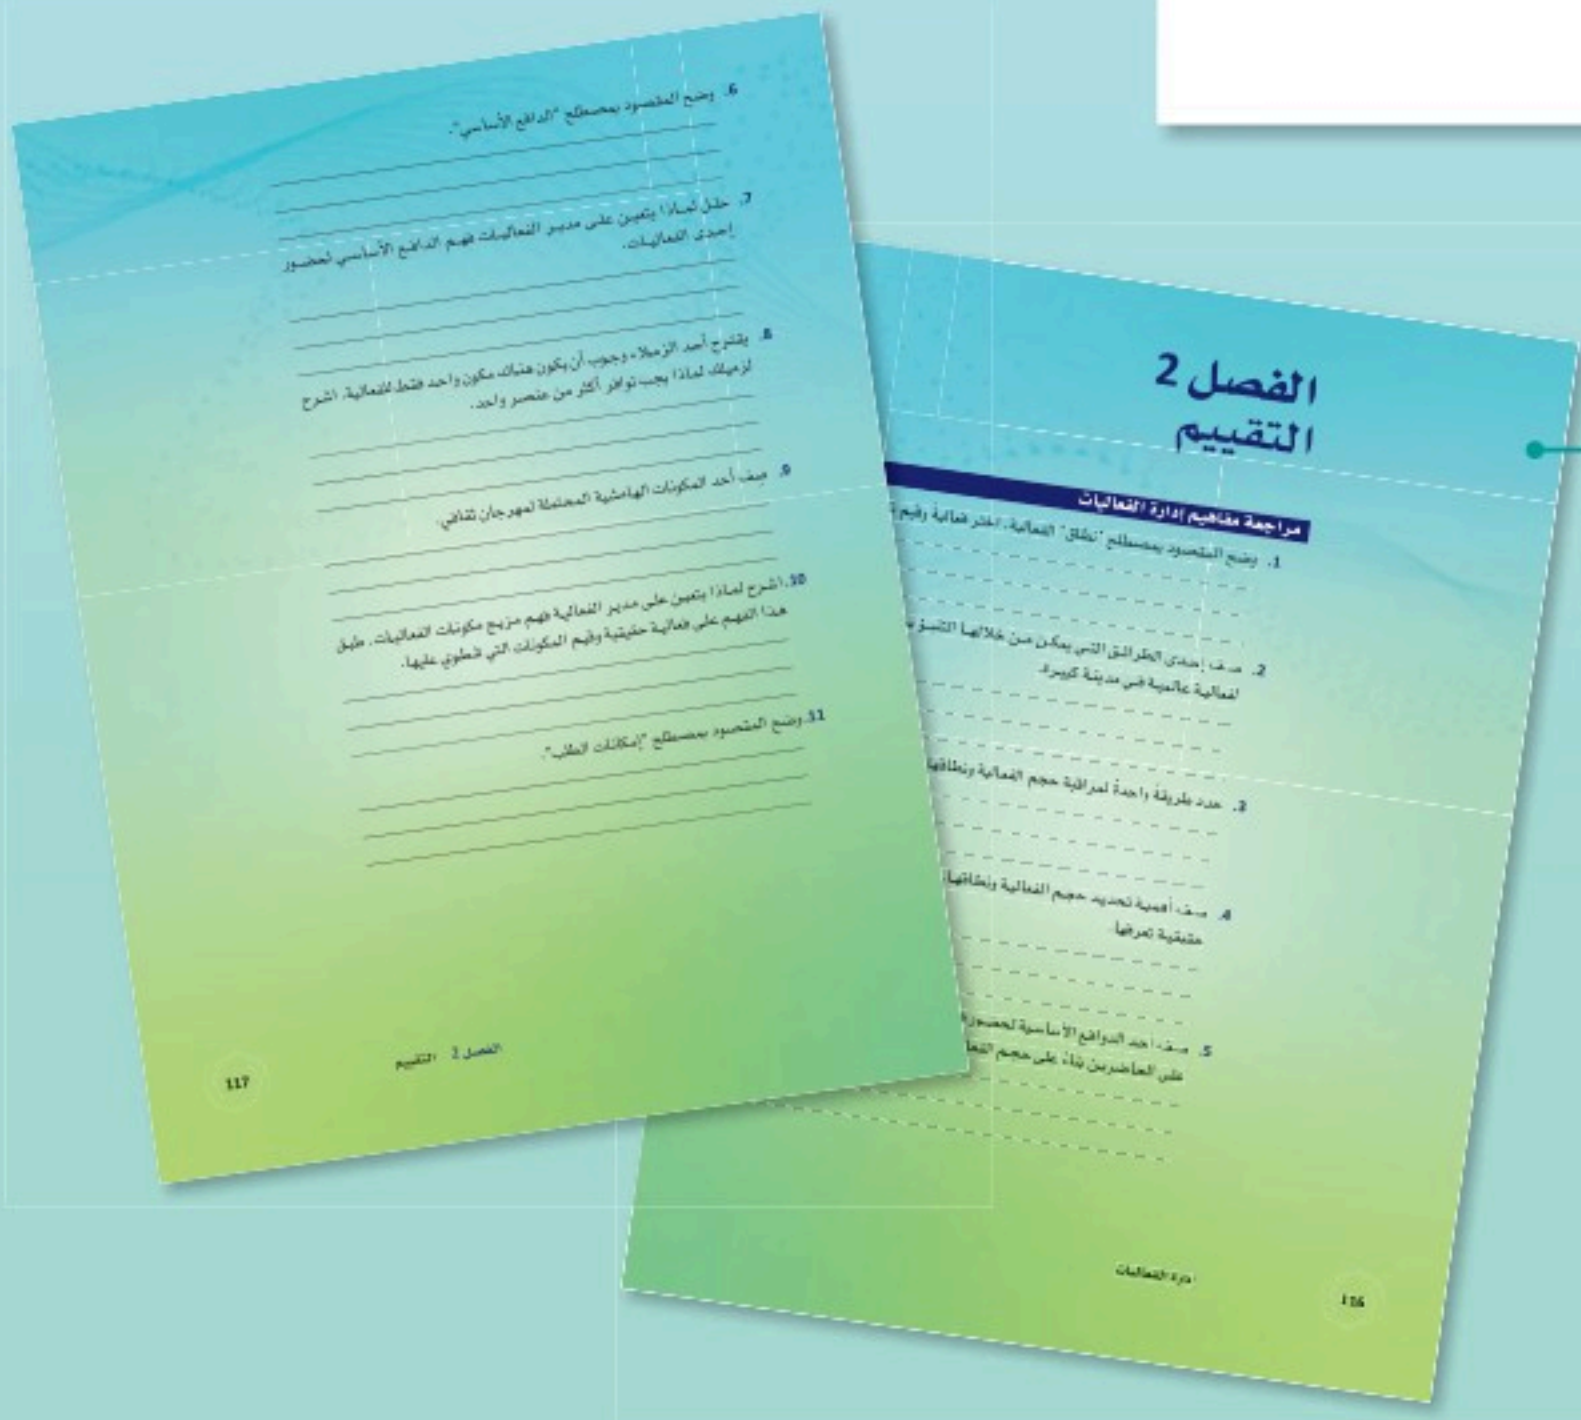 الفصل 2
التقييم
مراجعة مفاهيم إدارة الفعاليات
1. وضح المقصود بمصطلح "نطاق" الفعالية. اختر فعالية وقيم
2. صف إحدى الطرائق التي يمكن من خلالها التنبؤ
لفعالية عالمية في مدينة كبيرة.
3. حدد طريقة واحدة لمراقبة حجم الفعالية ونطاقها
4. صف أهمية تحديد حجم الفعالية ونطاقها.
حقيقية تعرفها.
5. صف أحد الدوافع الأساسية لحضور
على الحاضرين بناءً على حجم
116
إدارة الفعاليات
6. وضح المقصود بمصطلح "الدافع الأساسي".
7. حلل لماذا يتعين على مدير الفعاليات فهم الدافع الأساسي لحضور
إحدى الفعاليات.
8. يقترح أحد الزملاء وجوب أن يكون هناك مكون واحد فقط للفعالية. اشرح
لزميلك لماذا يجب توافر أكثر من عنصر واحد.
9. صف أحد المكونات الهامشية المحتملة لمهرجان ثقافي.
10. اشرح لماذا يتعين على مدير الفعالية فهم مزيج مكونات الفعاليات. طبق
هذا الفهم على فعالية حقيقية وقيم المكونات التي تنطوي عليها.
11. وضح المقصود بمصطلح "إمكانات الطلب".
الفصل 2 التقييم
117